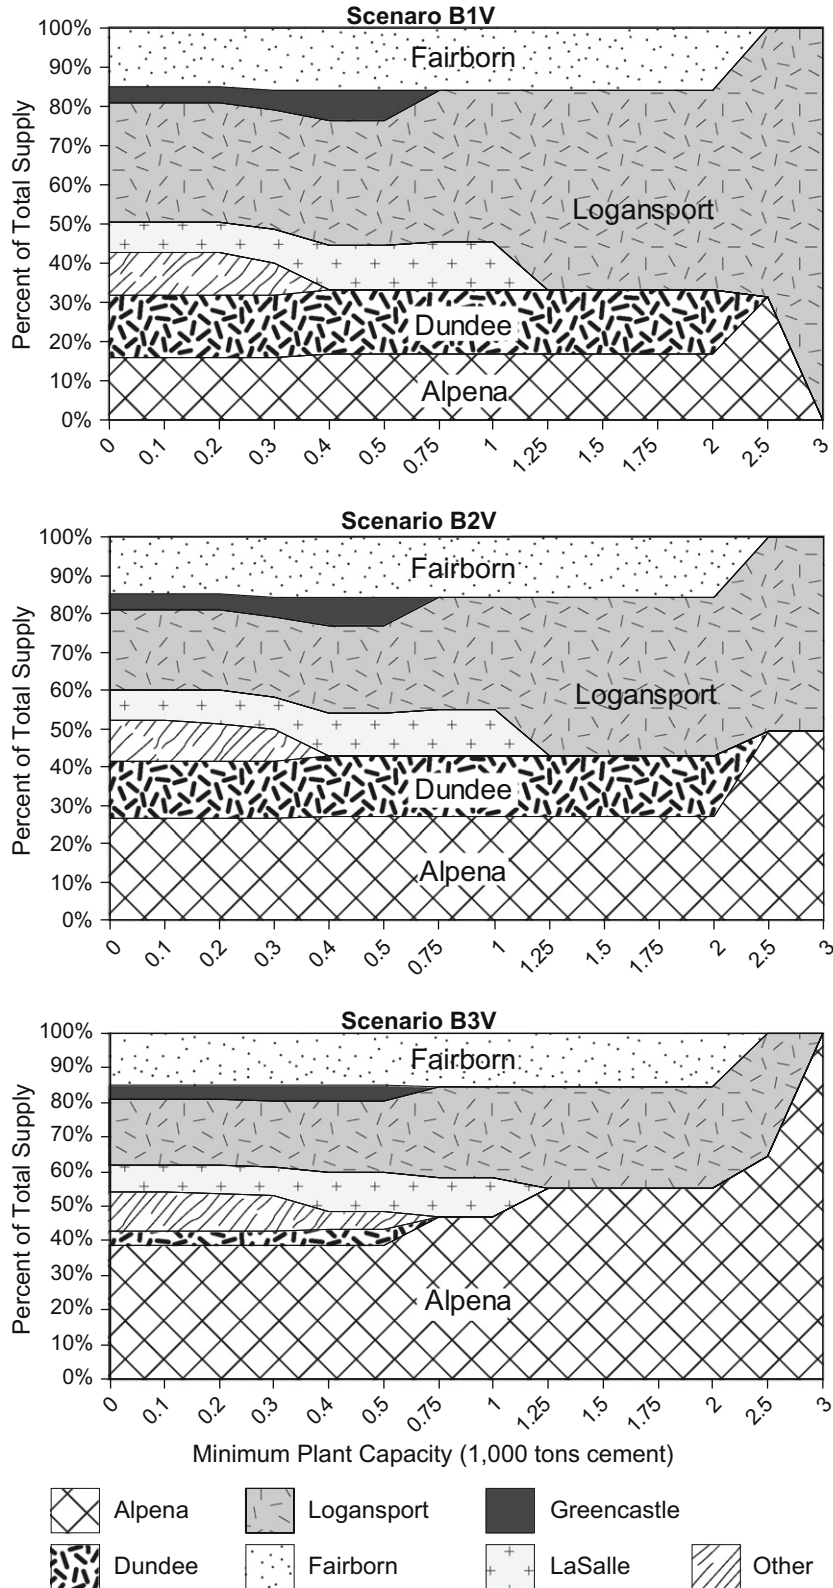 Scenaro B1V
100%
90%
80%
70%
60%
50%
40%
30%
20%
10%
0%
Percent of Total Supply
Fairborn
Logansport
Dundee
Alpena
0 0.1 0.2 0.3 0.4 0.5 0.75 1 1.25 1.5 1.75 2 2.5 3
Scenario B2V
100%
90%
80%
70%
60%
50%
40%
30%
20%
10%
0%
Percent of Total Supply
Fairborn
Logansport
Dundee
Alpena
0 0.1 0.2 0.3 0.4 0.5 0.75 1 1.25 1.5 1.75 2 2.5 3
Scenario B3V
100%
90%
80%
70%
60%
50%
40%
30%
20%
10%
0%
Percent of Total Supply
Fairborn
Alpena
0 0.1 0.2 0.3 0.4 0.5 0.75 1 1.25 1.5 1.75 2 2.5 3
Minimum Plant Capacity (1,000 tons cement)
Alpena Logansport Greencastle
Dundee Fairborn LaSalle Other